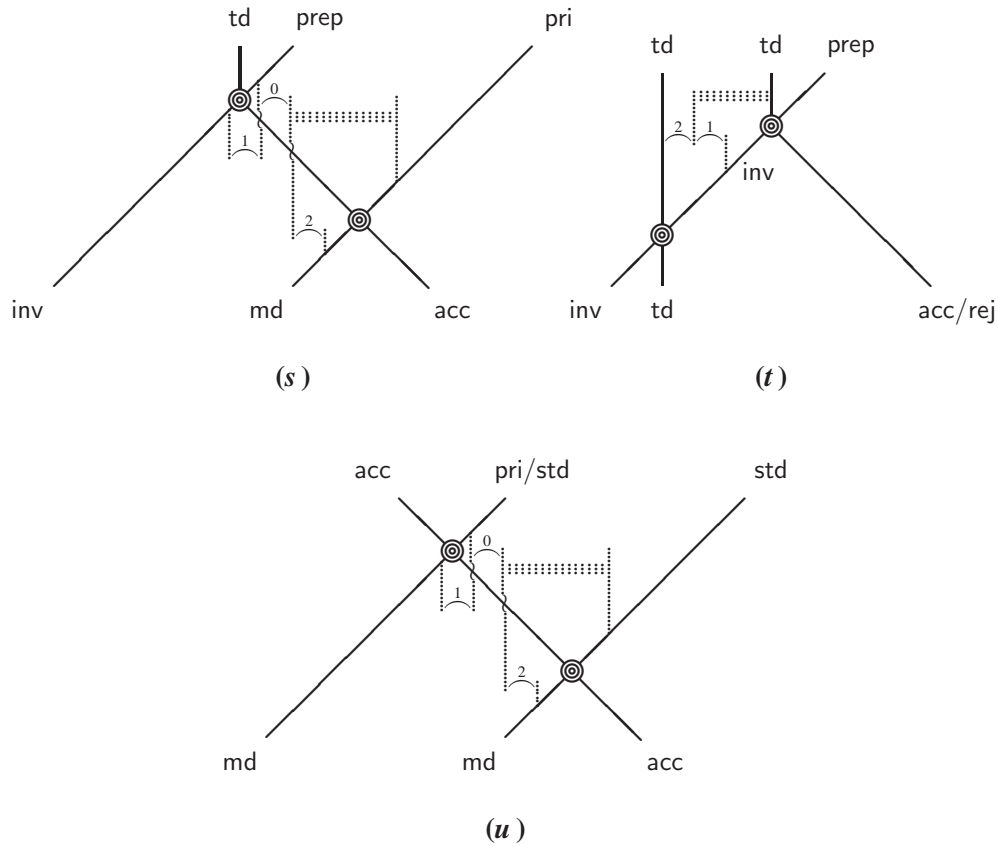 td prep pri
0
1
2
inv md acc
(s)
td td prep
2 1
inv
inv td acc/rej
(t)
acc pri/std std
0
1
2
md md acc
(u)